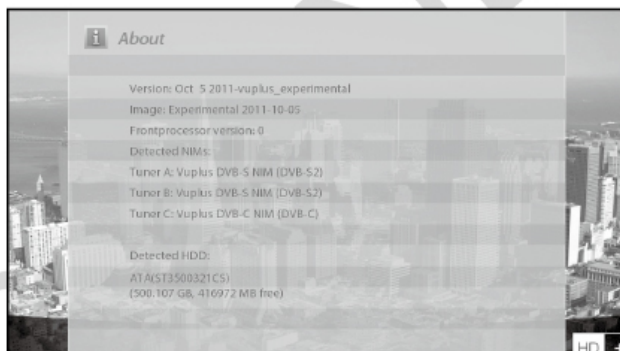 About
Version: Oct 5 2011-vuplus_experimental
Image: Experimental 2011-10-05
Frontprocessor version: 0
Detected NIMs:
Tuner A: Vuplus DVB-S NIM (DVB-S2)
Tuner B: Vuplus DVB-S NIM (DVB-S2)
Tuner C: Vuplus DVB-C NIM (DVB-C)
Detected HDD:
ATA(ST3500321CS)
(500.107 GB, 416972 MB free)
HD +